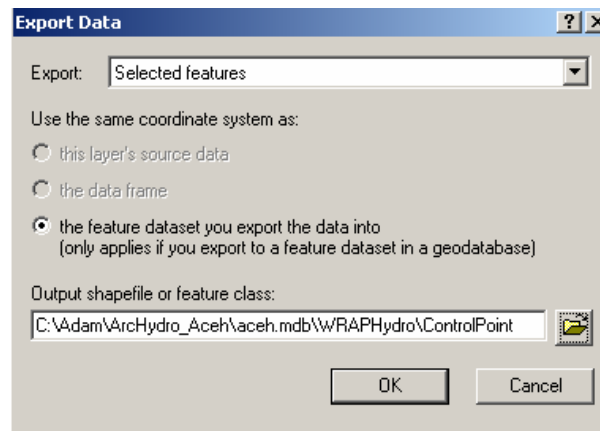 Export Data
Export: Selected features
Use the same coordinate system as:
this layer's source data
the data frame
the feature dataset you export the data into
(only applies if you export to a feature dataset in a geodatabase)
Output shapefile or feature class:
C:\Adam\ArcHydro_Aceh\aceh.mdb\WRAPHydro\ControlPoint
OK Cancel